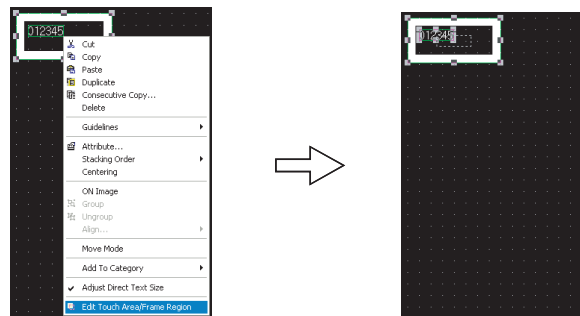 012345
Cut
Copy
Paste
Duplicate
Consecutive Copy...
Delete
Guidelines
Attribute...
Stacking Order
Centering
ON Image
Group
Ungroup
Align...
Move Mode
Add To Category
Adjust Direct Text Size
Edit Touch Area/Frame Region
012345